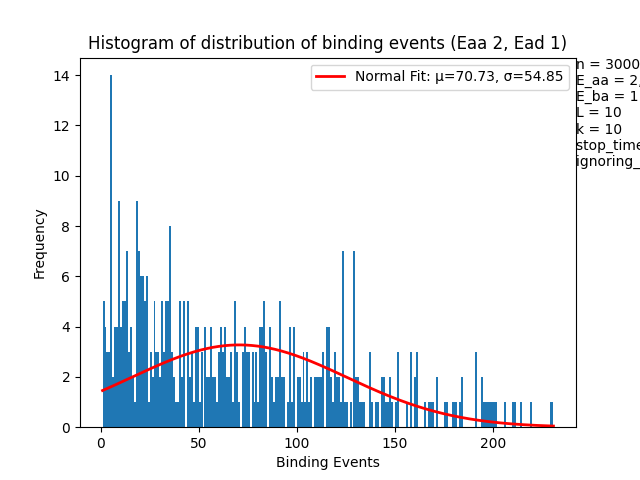 Histogram of distribution of binding events (Eaa 2, Ead 1)
Normal Fit: μ=70.73, σ=54.85
n = 3000
E_aa = 2,
E_ba = 1
L = 10
k = 10
stop_time
ignoring_
Frequency
14
12
10
8
6
4
2
0
0 50 100 150 200
Binding Events